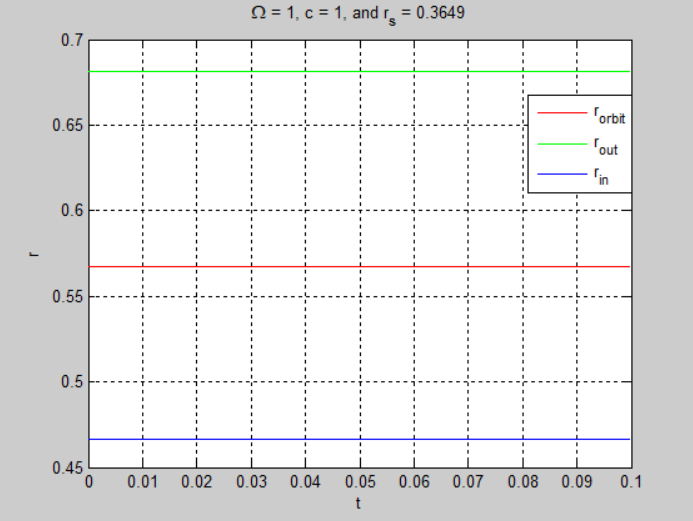 Ω = 1, c = 1, and r_s = 0.3649
0.7
0.65
0.6
0.55
0.5
0.45
r
r_orbit
r_out
r_in
0 0.01 0.02 0.03 0.04 0.05 0.06 0.07 0.08 0.09 0.1
t